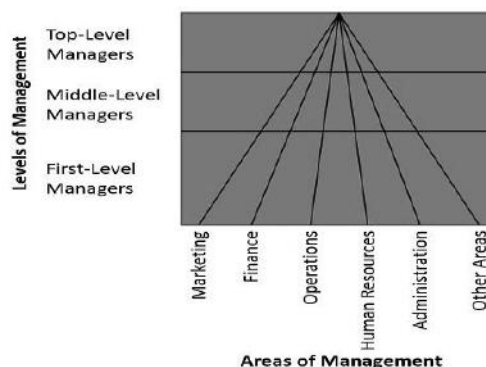 Levels of Management
Top-Level
Managers
Middle-Level
Managers
First-Level
Managers
Marketing
Finance
Operations
Human Resources
Administration
Other Areas
Areas of Management